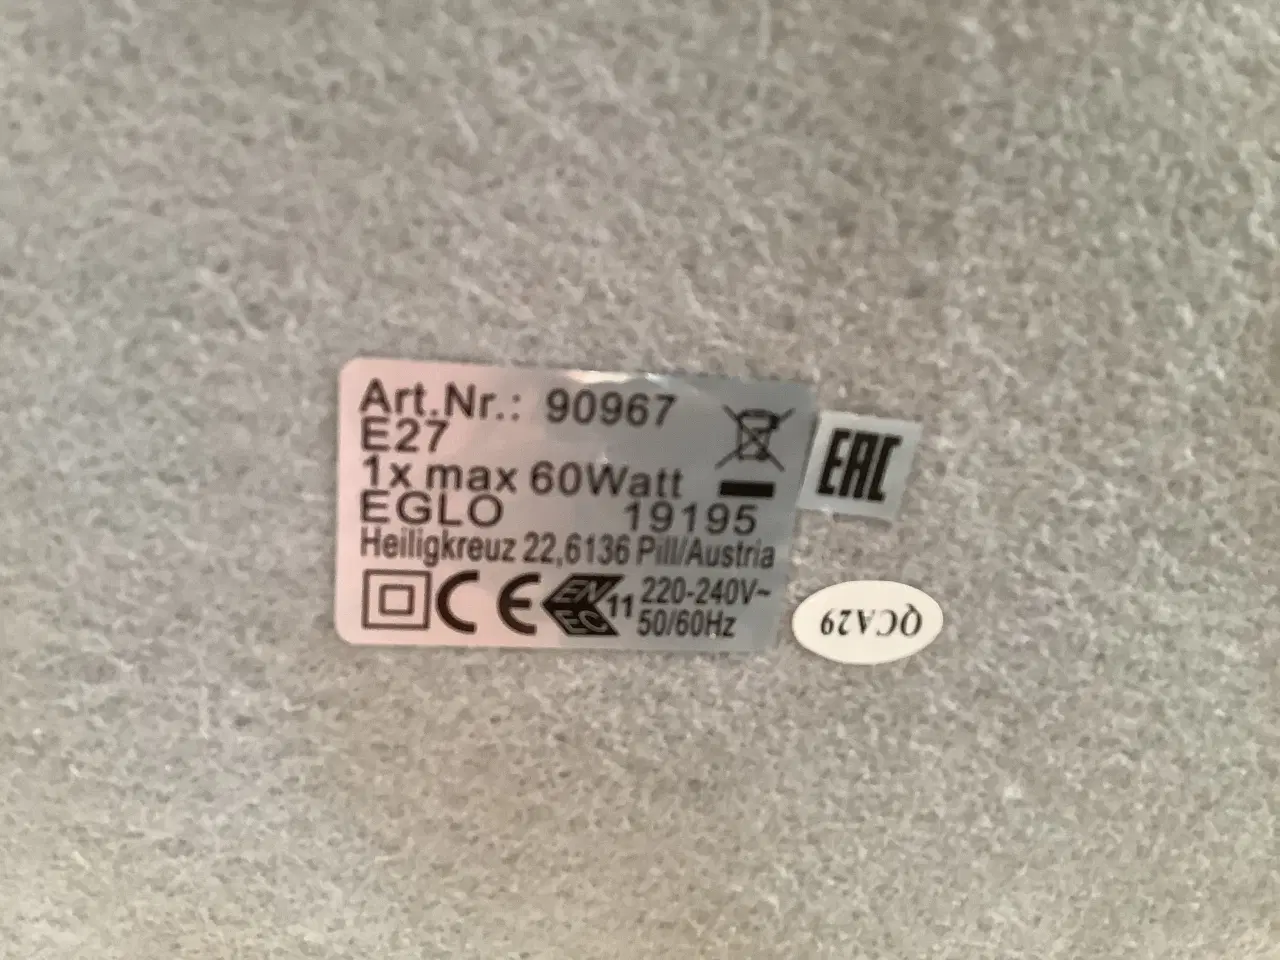 Art.Nr.: 90967
E27
1x max 60Watt
EGLO 19195
Heiligkreuz 22,6136 Pill/Austria
CE EN EC 11 220-240V~
50/60Hz
EAC
QCA29